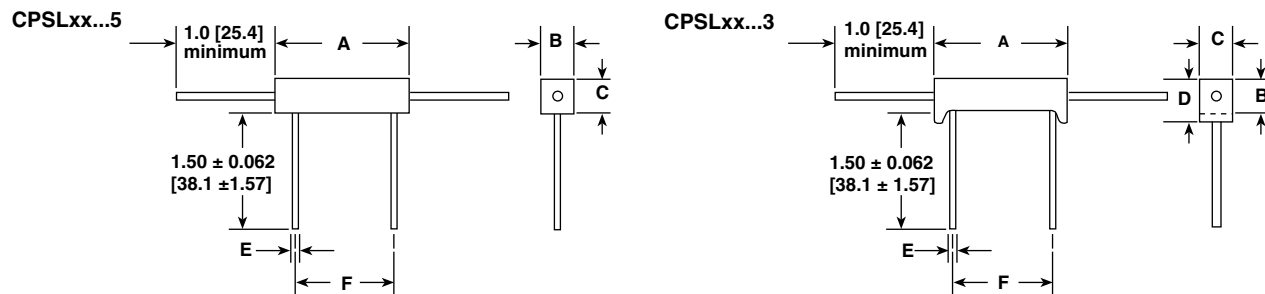 CPSLxx...5
1.0 [25.4]
minimum
A
B
C
1.50 ± 0.062
[38.1 ±1.57]
E
F
CPSLxx...3
1.0 [25.4]
minimum
A
C
D
B
1.50 ± 0.062
[38.1 ± 1.57]
E
F